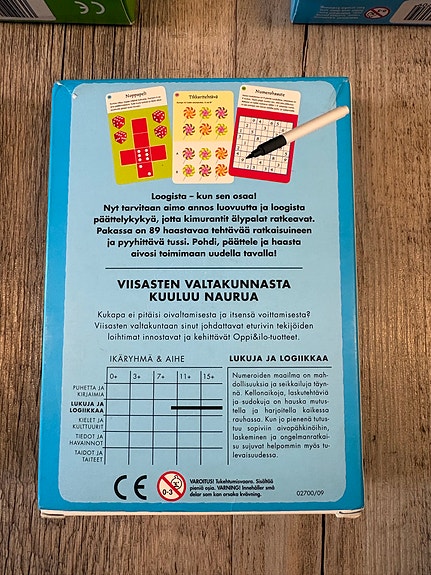 Noppapeli
Tikkaritehtävä
Numerohaaste
Loogista – kun sen osaa!
Nyt tarvitaan aimo annos luovuutta ja loogista
päättelykykyä, jotta kimurantit älypalat ratkeavat.
Pakassa on 89 haastavaa tehtävää ratkaisuineen
ja pyyhittävä tussi. Pohdi, päättele ja haasta
aivosi toimimaan uudella tavalla!
VIISASTEN VALTAKUNNASTA
KUULUU NAURUA
Kukapa ei pitäisi oivaltamisesta ja itsensä voittamisesta?
Viisasten valtakuntaan sinut johdattavat eturivin tekijöiden
laihtimat innostavat ja kehittävät Oppi&ilo-tuotteet.
IKÄRYHMÄ & AIHE
0+ 3+ 7+ 11+ 15+
PUHETTA JA
KIRJAIMIA
LUKUJA JA
LOGIIKKAA
KIELET JA
KULTTUURIT
TIEDOT JA
HAVAINNOT
TAIDOT JA
TAITEET
LUKUJA JA LOGIIKKAA
Numeroiden maailma on mah-
dollisuuksia ja seikkailuja täyn-
nä. Kellonaikoja, laskutehtäviä
ja sudokuja on hauska mutus-
tella ja harjoitella kaikessa
rauhassa. Kun jo pienenä tutus-
tuu sopiviin aivopähkinöihin,
laskeminen ja ongelmanratkai-
su sujuvat helpommin myös tu-
levaisuudessa.
CE
0-3
VAROITUS! Tukehtumisvaara. Sisältää
pieniä osia. VARNING! Innehåller små
delar som kan orsaka kvävning.
02700/09